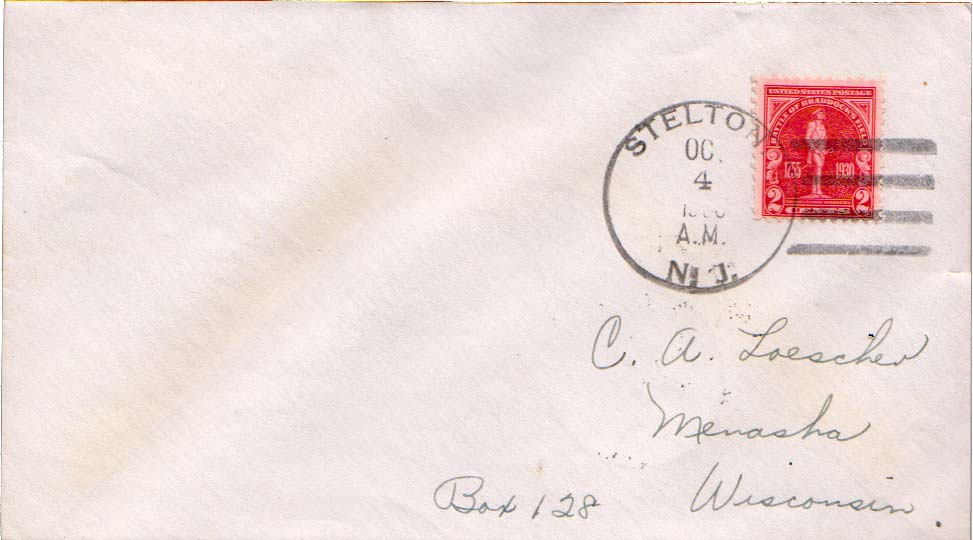 UNITED STATES POSTAGE
BATTLE OF BRADDOCK'S FIELD
1755 1930
2 CENTS 2
STELTON
OC.
4
A.M.
N. J.
C. A. Loescher
Menasha
Box 128 Wisconsin.